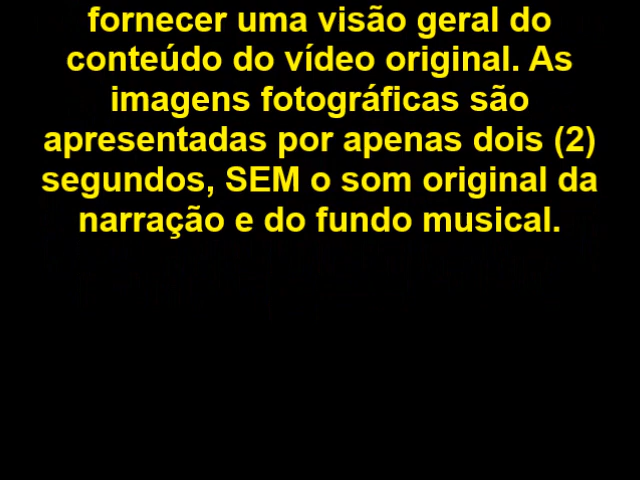 fornecer uma visão geral do
conteúdo do vídeo original. As
imagens fotográficas são
apresentadas por apenas dois (2)
segundos, SEM o som original da
narração e do fundo musical.